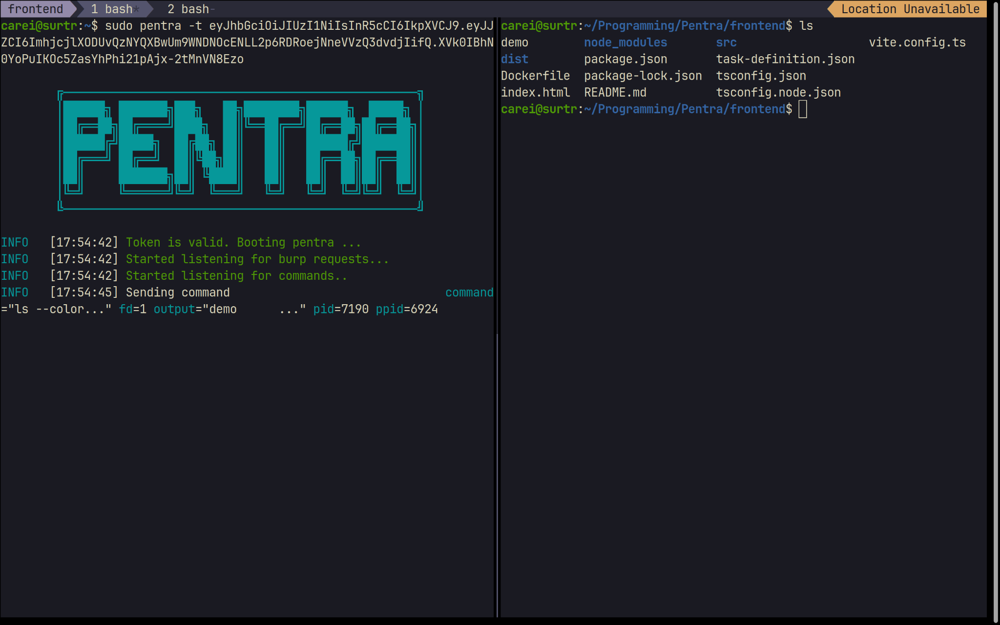 frontend 1 bash* 2 bash- Location Unavailable
carei@surtr:~$ sudo pentra -t eyJhbGciOiJIUzI1NiIsInR5cCI6IkpXVCJ9.eyJJ
ZCI6ImhjcjlXODUvQzNYQXBwUm9WNDNOcENLL2p6RDRoejNneVVzQ3dvdjIifQ.XVk0IBhN
0YoPuIKOc5ZasYhPhi21pAjx-2tMnVN8Ezo
PENTRA
INFO [17:54:42] Token is valid. Booting pentra ...
INFO [17:54:42] Started listening for burp requests...
INFO [17:54:42] Started listening for commands..
INFO [17:54:45] Sending command command
="ls --color..." fd=1 output="demo ..." pid=7190 ppid=6924
carei@surtr:~/Programming/Pentra/frontend$ ls
demo node_modules src vite.config.ts
dist package.json task-definition.json
Dockerfile package-lock.json tsconfig.json
index.html README.md tsconfig.node.json
carei@surtr:~/Programming/Pentra/frontend$